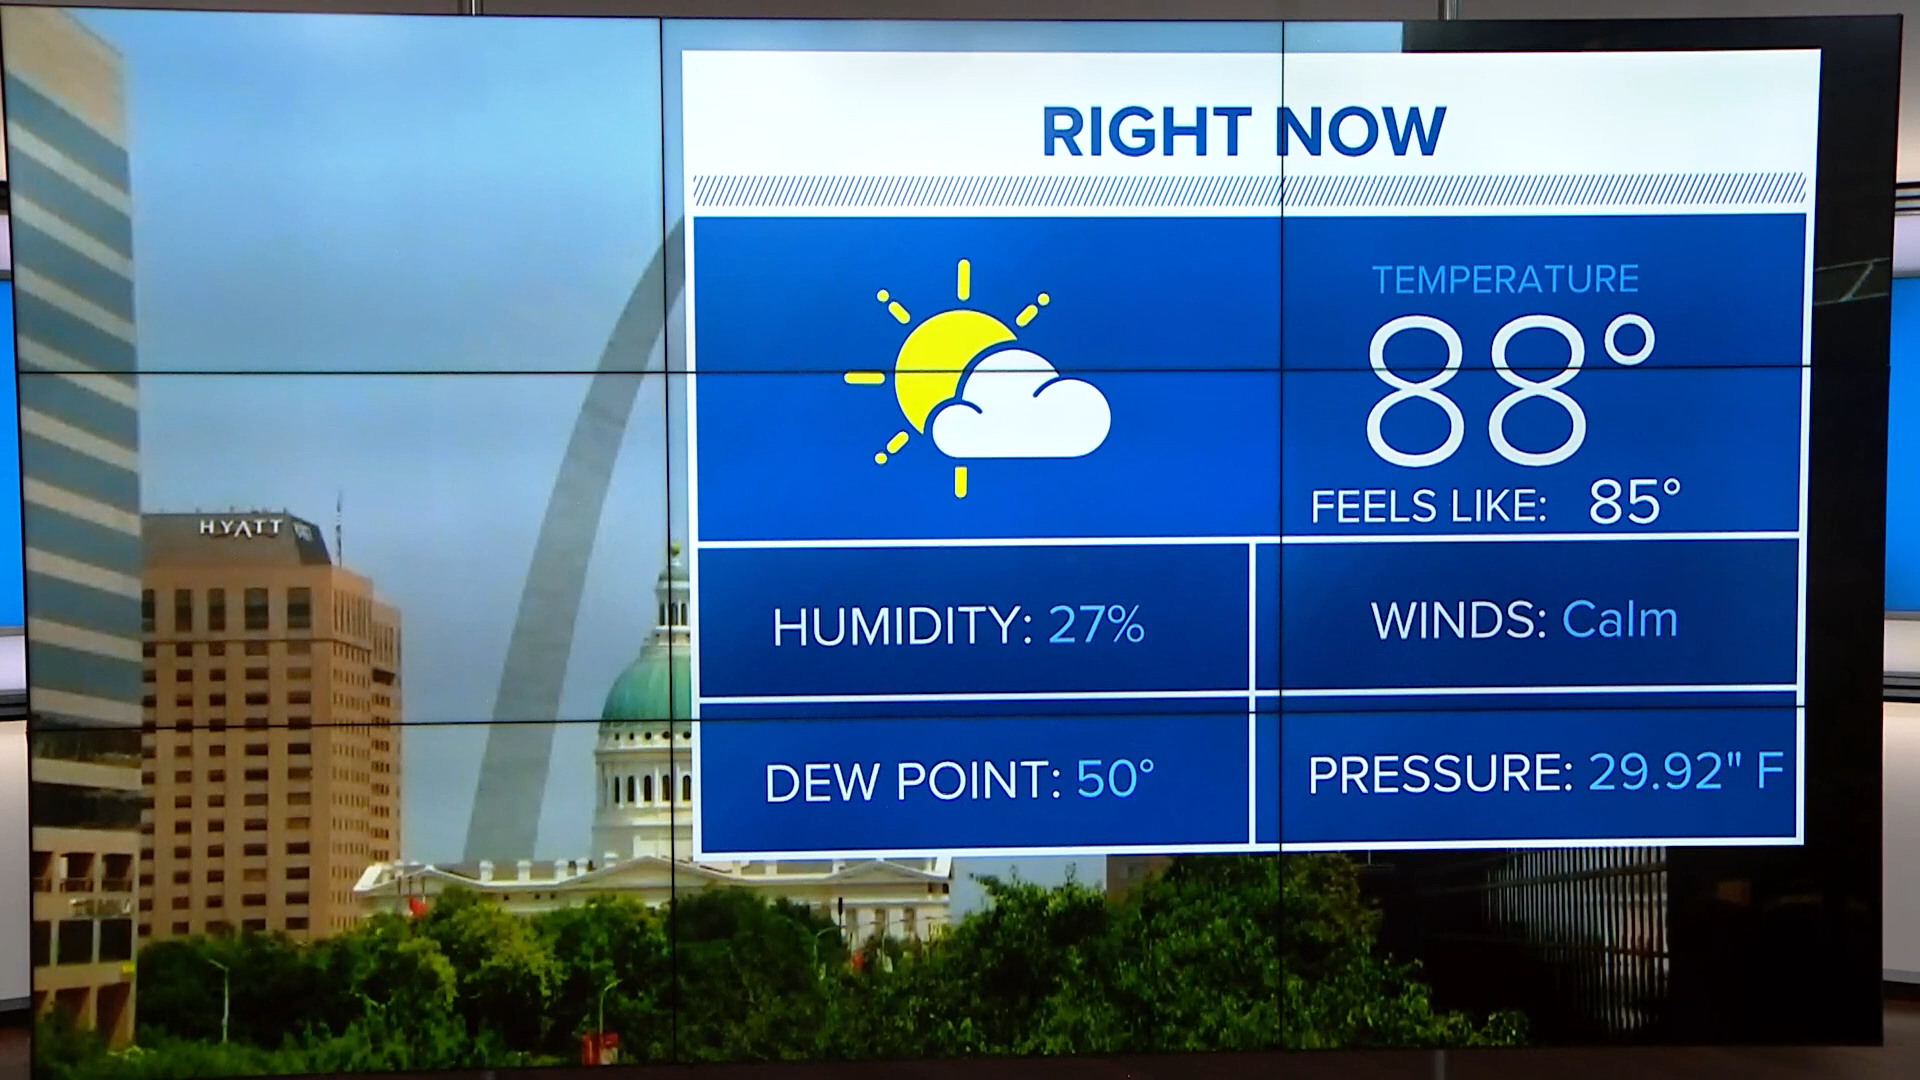 RIGHT NOW
TEMPERATURE
88°
FEELS LIKE: 85°
HYATT
HUMIDITY: 27%
WINDS: Calm
DEW POINT: 50°
PRESSURE: 29.92" F